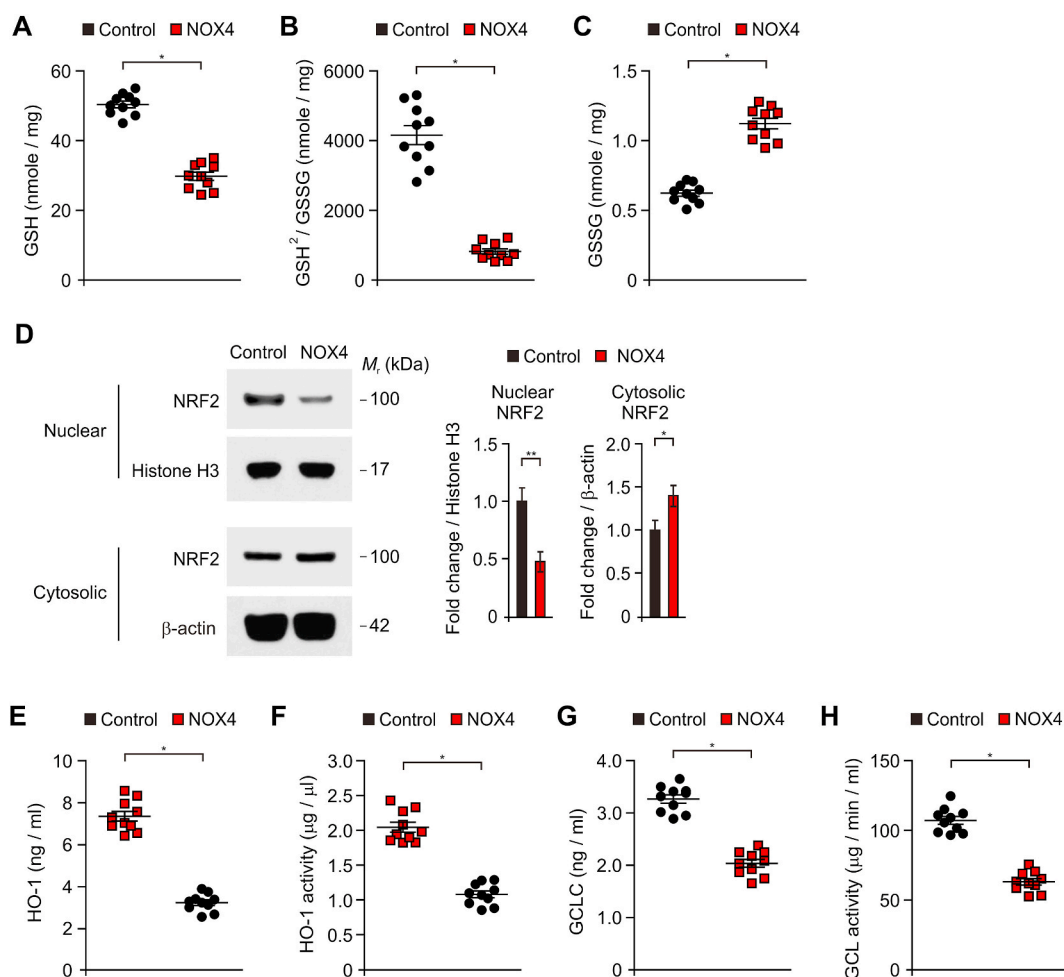 A
Control NOX4
*
GSH (nmole / mg)
60
40
20
0
B
Control NOX4
*
GSH² / GSSG (nmole / mg)
6000
4000
2000
0
C
Control NOX4
*
GSSG (nmole / mg)
1.5
1.0
0.5
0
D
Control NOX4
Mr (kDa)
Nuclear
NRF2
100
Histone H3
17
Cytosolic
NRF2
100
β-actin
42
Control NOX4
Nuclear
NRF2
**
Fold change / Histone H3
1.5
1.0
0.5
0
Cytosolic
NRF2
*
Fold change / β-actin
2.0
1.5
1.0
0.5
0
E
Control NOX4
*
HO-1 (ng / ml)
10
8
6
4
2
0
F
Control NOX4
*
HO-1 activity (μg / μl)
3.0
2.5
2.0
1.5
1.0
0.5
0
G
Control NOX4
*
GCLC (ng / ml)
4.0
3.0
2.0
1.0
0
H
Control NOX4
*
GCL activity (μg / min / ml)
150
100
50
0